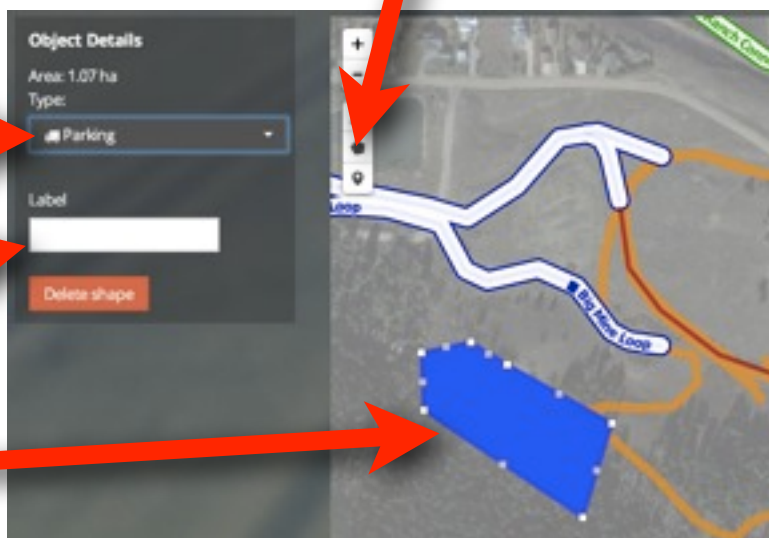 Object Details
Area: 1.07 ha
Type:
Parking
Label
Delete shape
+
Loop
Big Mine Loop